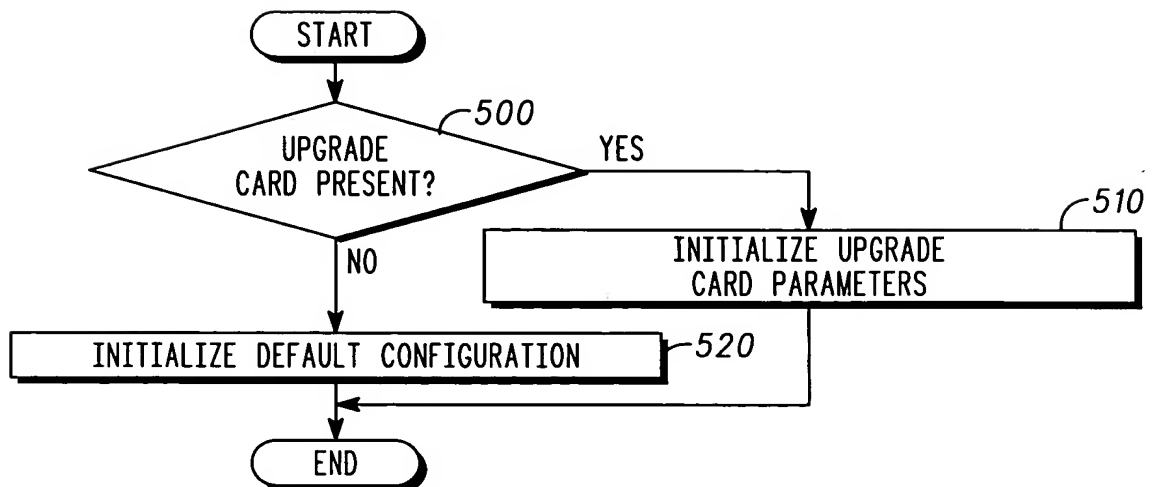 START
500
UPGRADE
CARD PRESENT?
YES
510
INITIALIZE UPGRADE
CARD PARAMETERS
NO
INITIALIZE DEFAULT CONFIGURATION
520
END